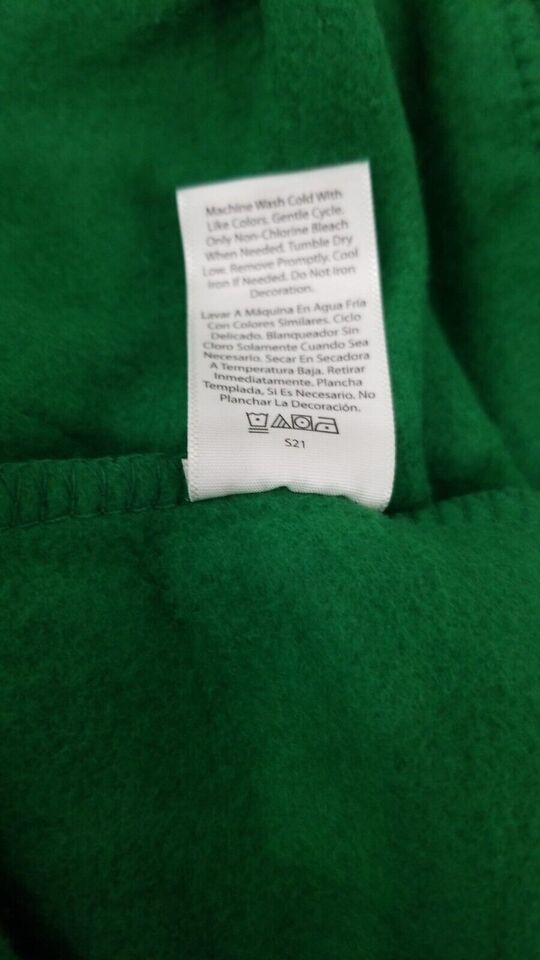 Machine Wash Cold With
Like Colors, Gentle Cycle.
Only Non-Chlorine Bleach
When Needed. Tumble Dry
Low. Remove Promptly. Cool
Iron If Needed. Do Not Iron
Decoration.
Lavar A Máquina En Agua Fría
Con Colores Similares. Ciclo
Delicado. Blanqueador Sin
Cloro Solamente Cuando Sea
Necesario. Secar En Secadora
A Temperatura Baja. Retirar
Inmediatamente. Plancha
Templada, Si Es Necesario. No
Planchar La Decoración.
S21